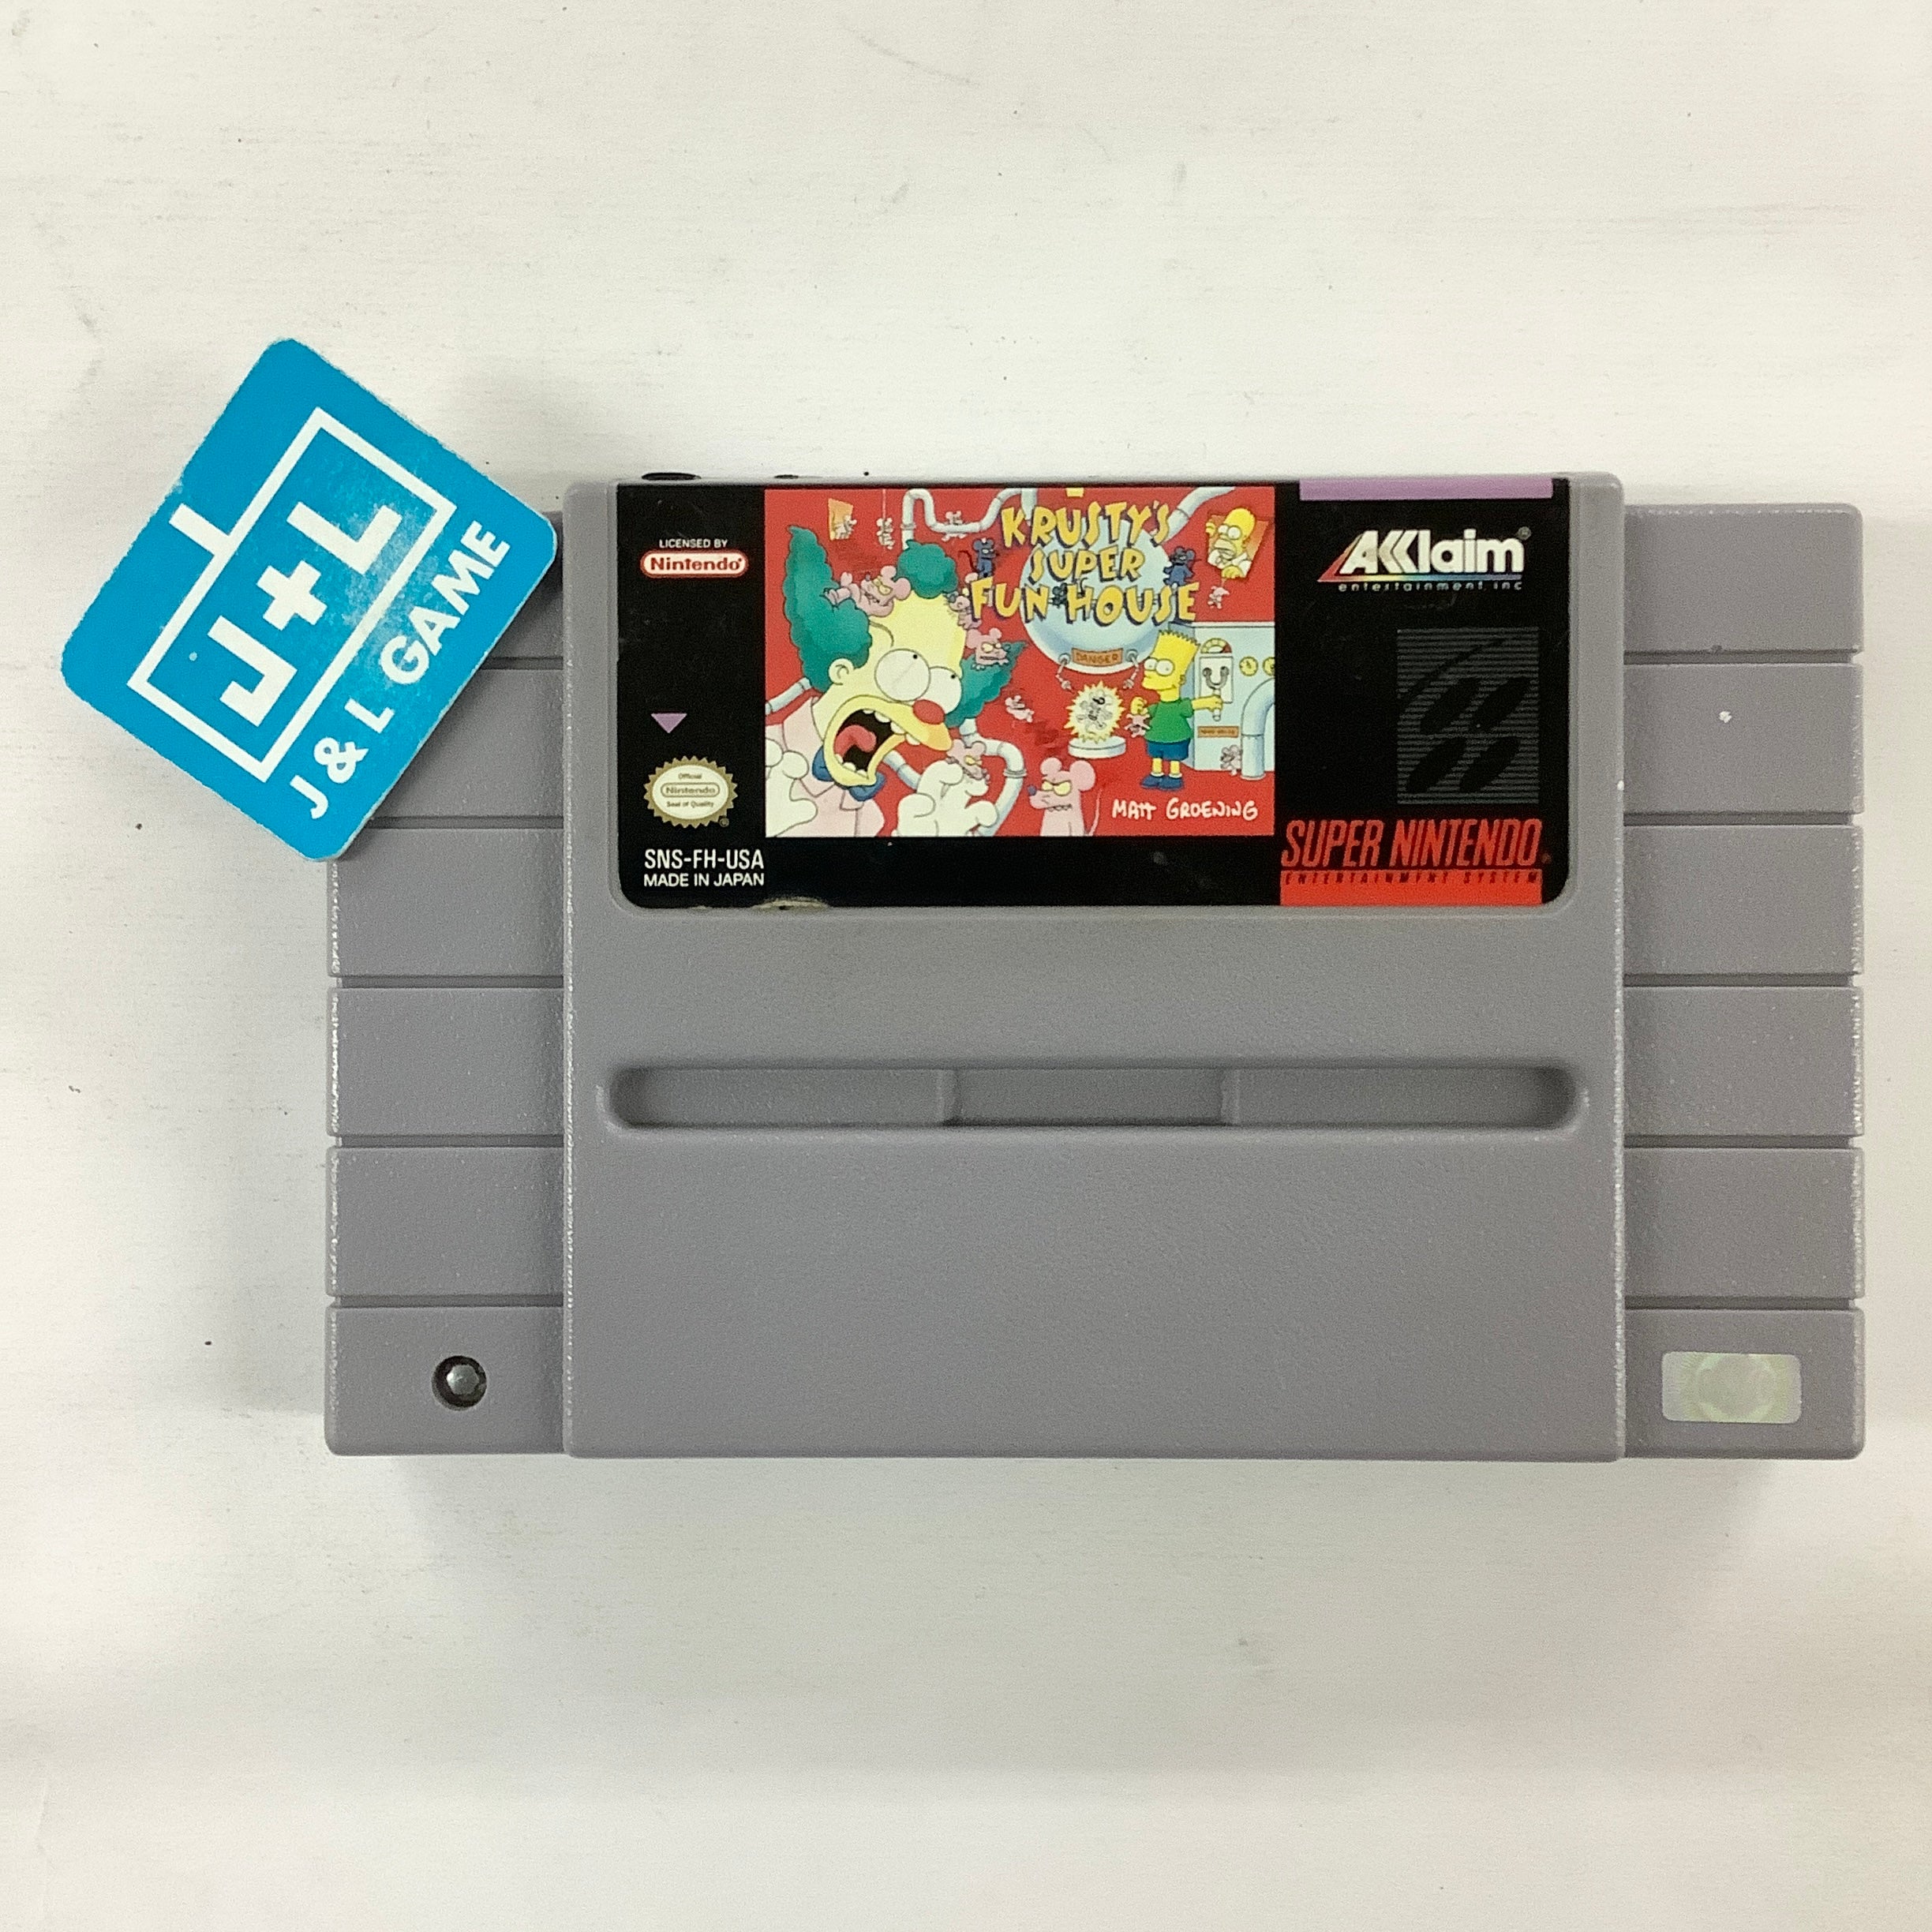 J+L
J&L GAME
LICENSED BY
Nintendo®
KRUSTY'S
SUPER
FUN HOUSE
DANGER
MATT GROENING
Official
Nintendo
Seal of Quality
®
SNS-FH-USA
MADE IN JAPAN
AKKlaim®
entertainment inc
SUPER NINTENDO®
ENTERTAINMENT SYSTEM